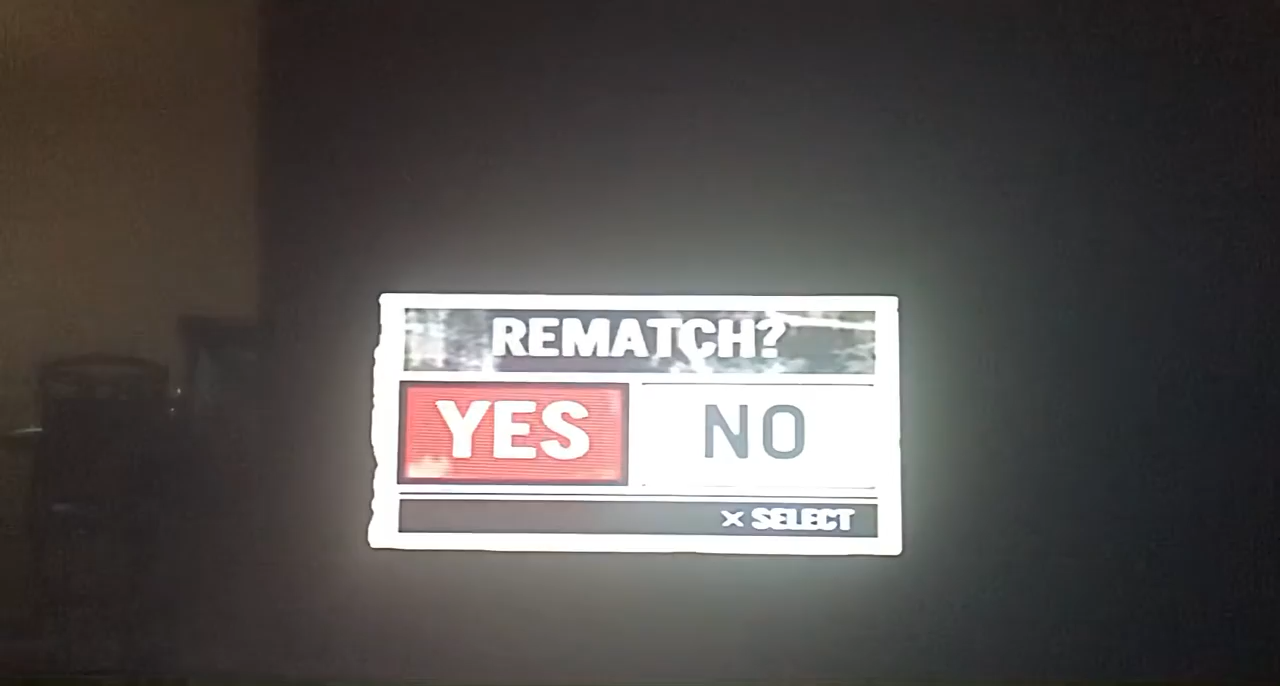 REMATCH?
YES NO
× SELECT